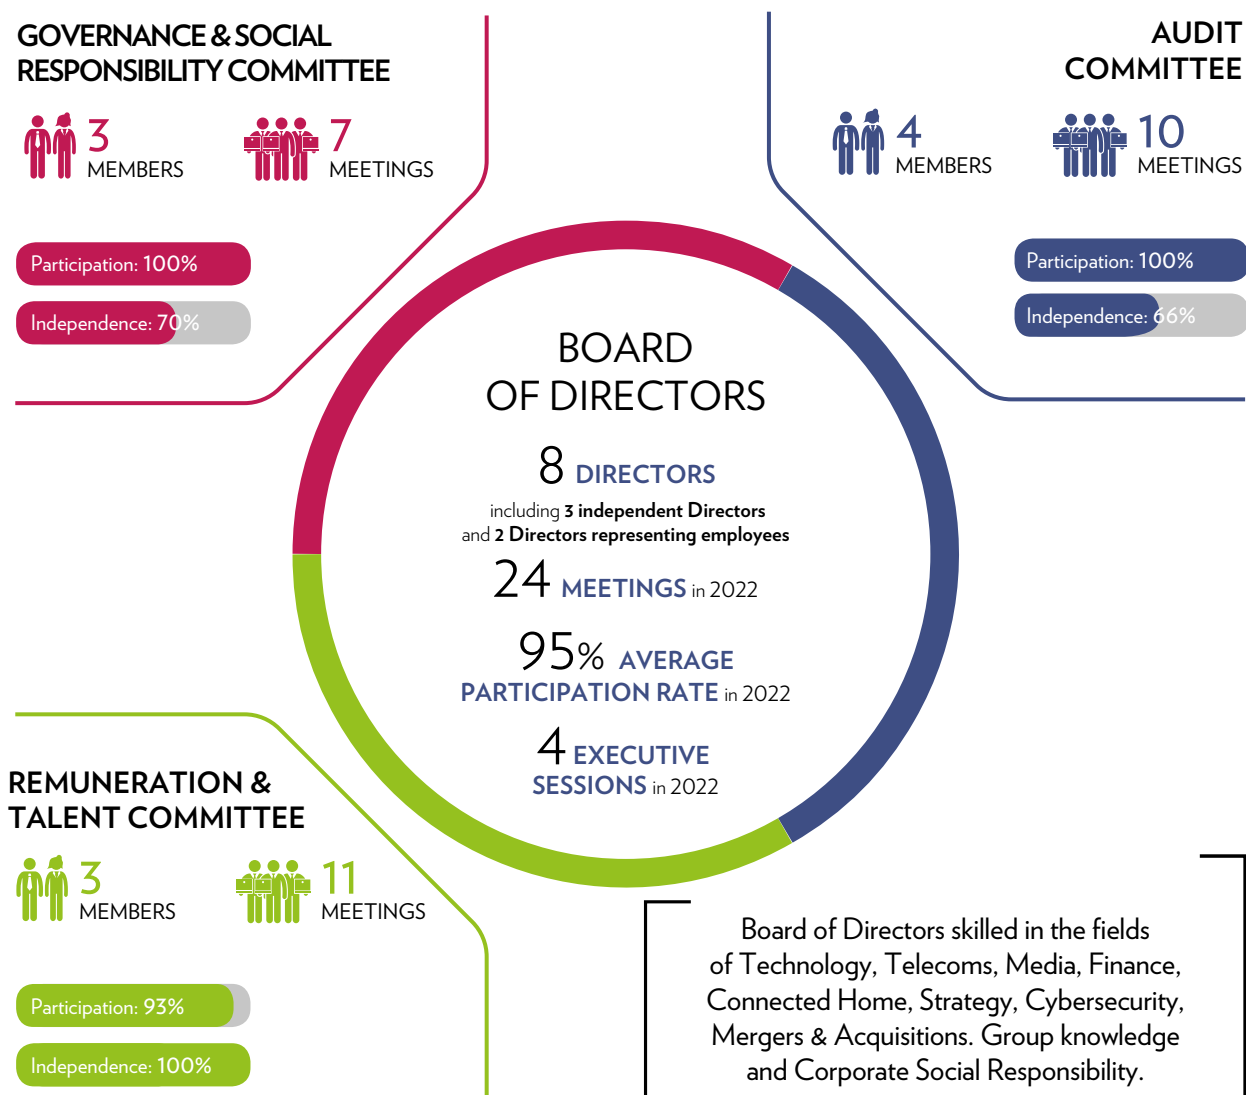 GOVERNANCE & SOCIAL
RESPONSIBILITY COMMITTEE
3
MEMBERS
7
MEETINGS
Participation: 100%
Independence: 70%
AUDIT
COMMITTEE
4
MEMBERS
10
MEETINGS
Participation: 100%
Independence: 66%
BOARD
OF DIRECTORS
8 DIRECTORS
including 3 independent Directors
and 2 Directors representing employees
24 MEETINGS in 2022
95% AVERAGE
PARTICIPATION RATE in 2022
4 EXECUTIVE
SESSIONS in 2022
REMUNERATION &
TALENT COMMITTEE
3
MEMBERS
11
MEETINGS
Participation: 93%
Independence: 100%
Board of Directors skilled in the fields
of Technology, Telecoms, Media, Finance,
Connected Home, Strategy, Cybersecurity,
Mergers & Acquisitions. Group knowledge
and Corporate Social Responsibility.